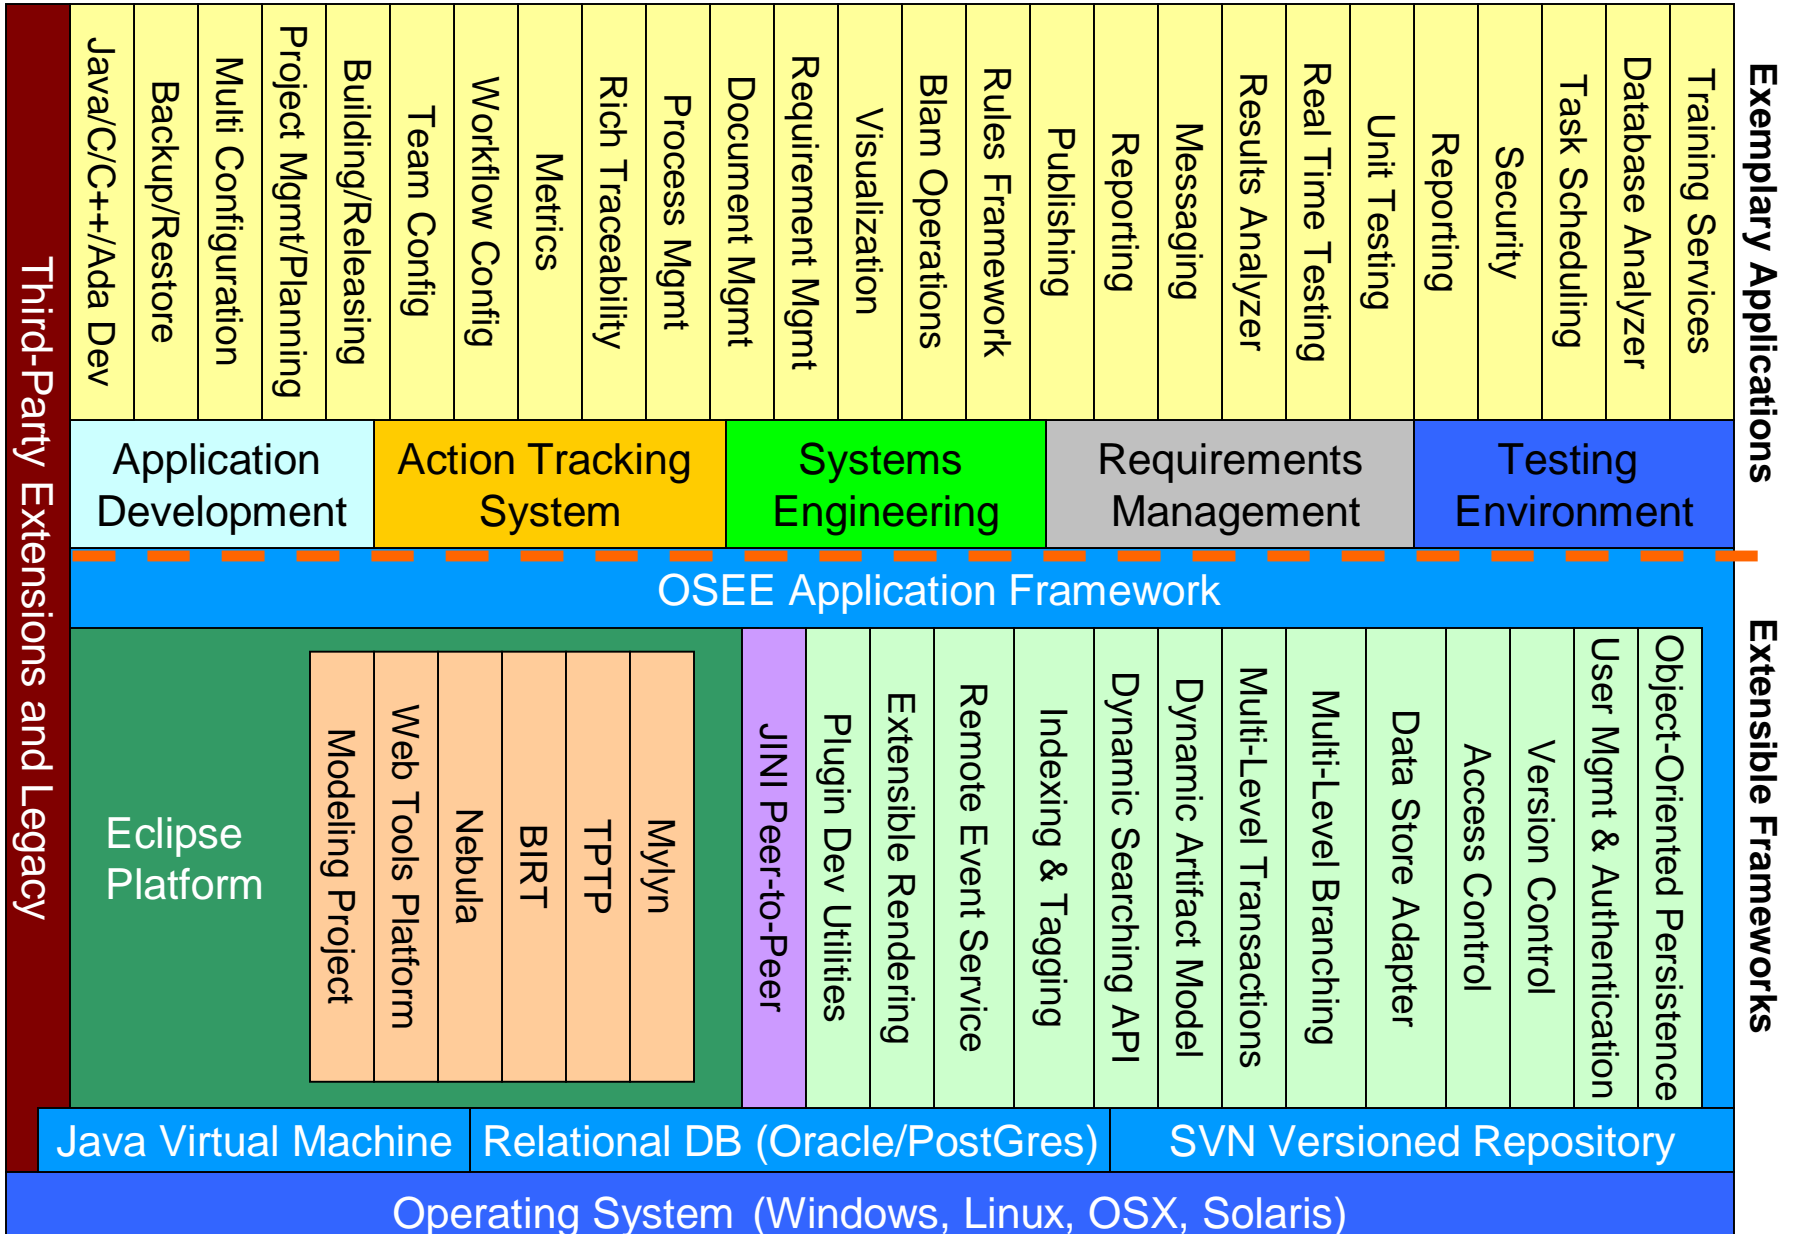 Third-Party Extensions and Legacy
Java/C/C++/Ada Dev
Backup/Restore
Multi Configuration
Project Mgmt/Planning
Building/Releasing
Team Config
Workflow Config
Metrics
Rich Traceability
Process Mgmt
Document Mgmt
Requirement Mgmt
Visualization
Blam Operations
Rules Framework
Publishing
Reporting
Messaging
Results Analyzer
Real Time Testing
Unit Testing
Reporting
Security
Task Scheduling
Database Analyzer
Training Services
Exemplary Applications
Application
Development
Action Tracking
System
Systems
Engineering
Requirements
Management
Testing
Environment
OSEE Application Framework
Eclipse
Platform
Modeling Project
Web Tools Platform
Nebula
BIRT
TPTP
Mylyn
JINI Peer-to-Peer
Plugin Dev Utilities
Extensible Rendering
Remote Event Service
Indexing & Tagging
Dynamic Searching API
Dynamic Artifact Model
Multi-Level Transactions
Multi-Level Branching
Data Store Adapter
Access Control
Version Control
User Mgmt & Authentication
Object-Oriented Persistence
Extensible Frameworks
Java Virtual Machine
Relational DB (Oracle/PostGres)
SVN Versioned Repository
Operating System (Windows, Linux, OSX, Solaris)